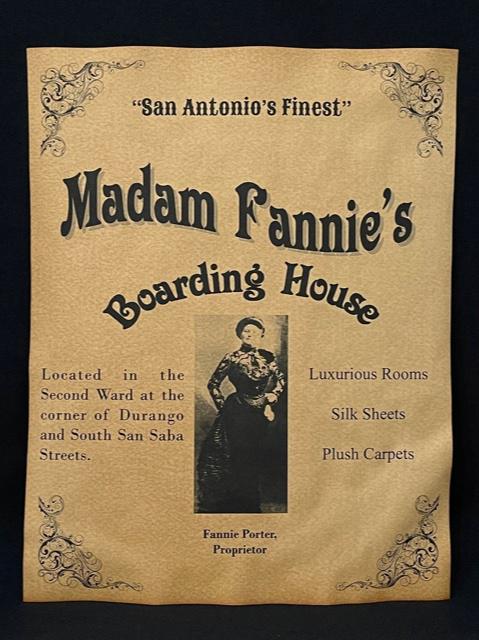 “San Antonio’s Finest”
Madam Fannie’s
Boarding House
Located in the
Second Ward at the
corner of Durango
and South San Saba
Streets.
Luxurious Rooms
Silk Sheets
Plush Carpets
Fannie Porter,
Proprietor